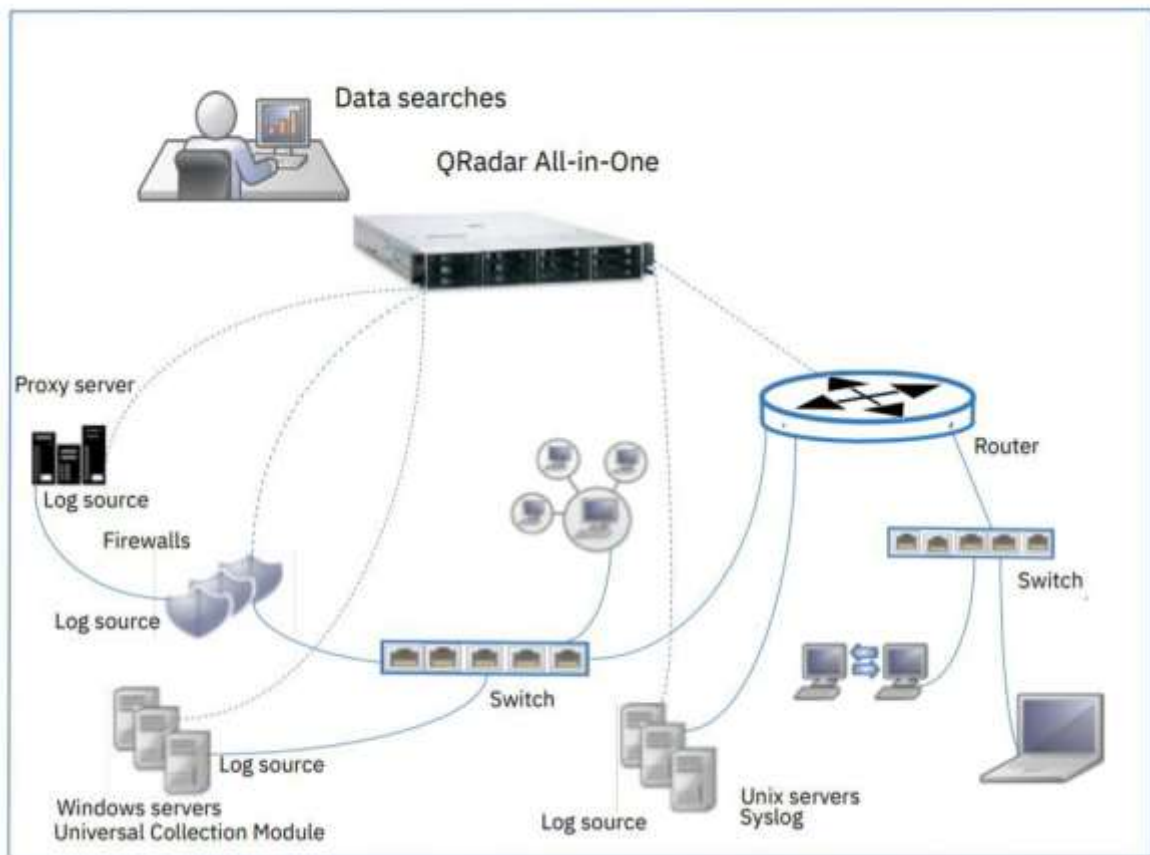 Data searches
QRadar All-in-One
Proxy server
Log source
Router
Firewalls
Log source
Switch
Switch
Log source
Windows servers
Universal Collection Module
Log source
Unix servers
Syslog